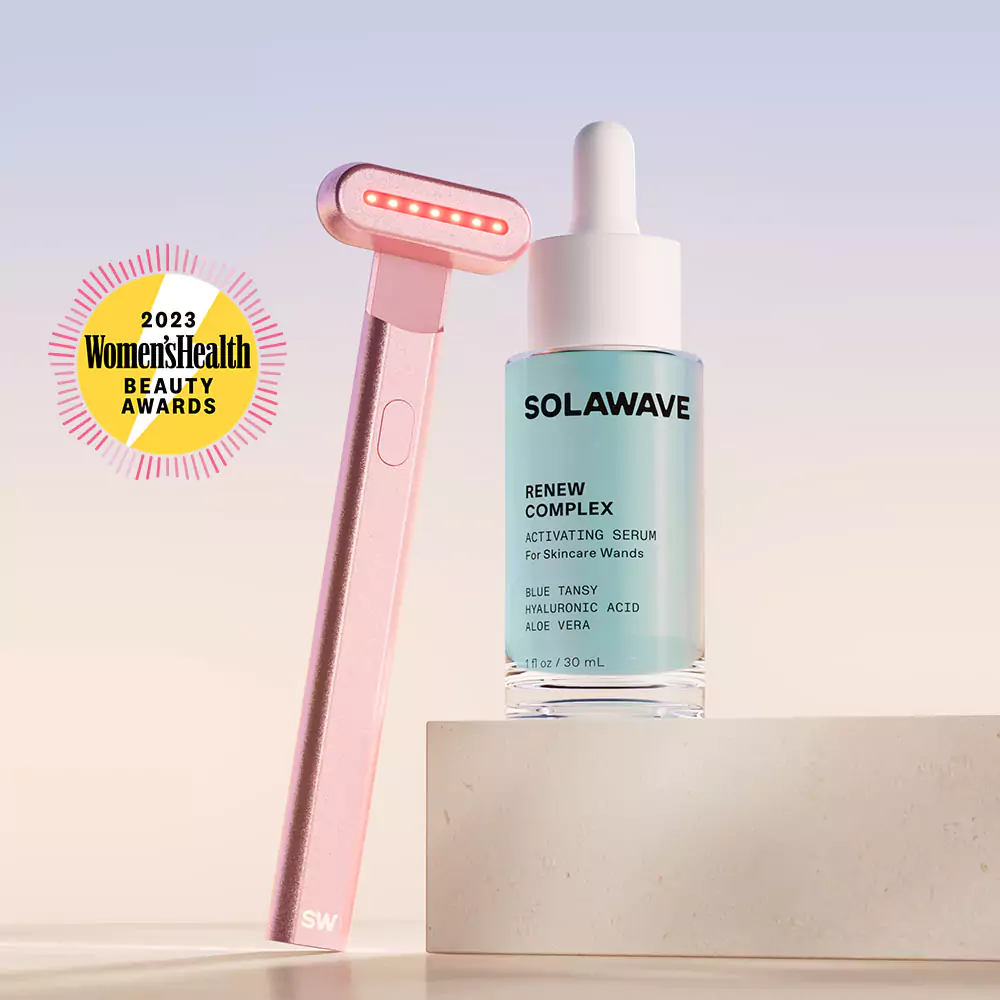 2023
Women'sHealth
BEAUTY
AWARDS
SOLAWAVE
RENEW
COMPLEX
ACTIVATING SERUM
For Skincare Wands
BLUE TANSY
HYALURONIC ACID
ALOE VERA
1 fl oz / 30 mL
SW